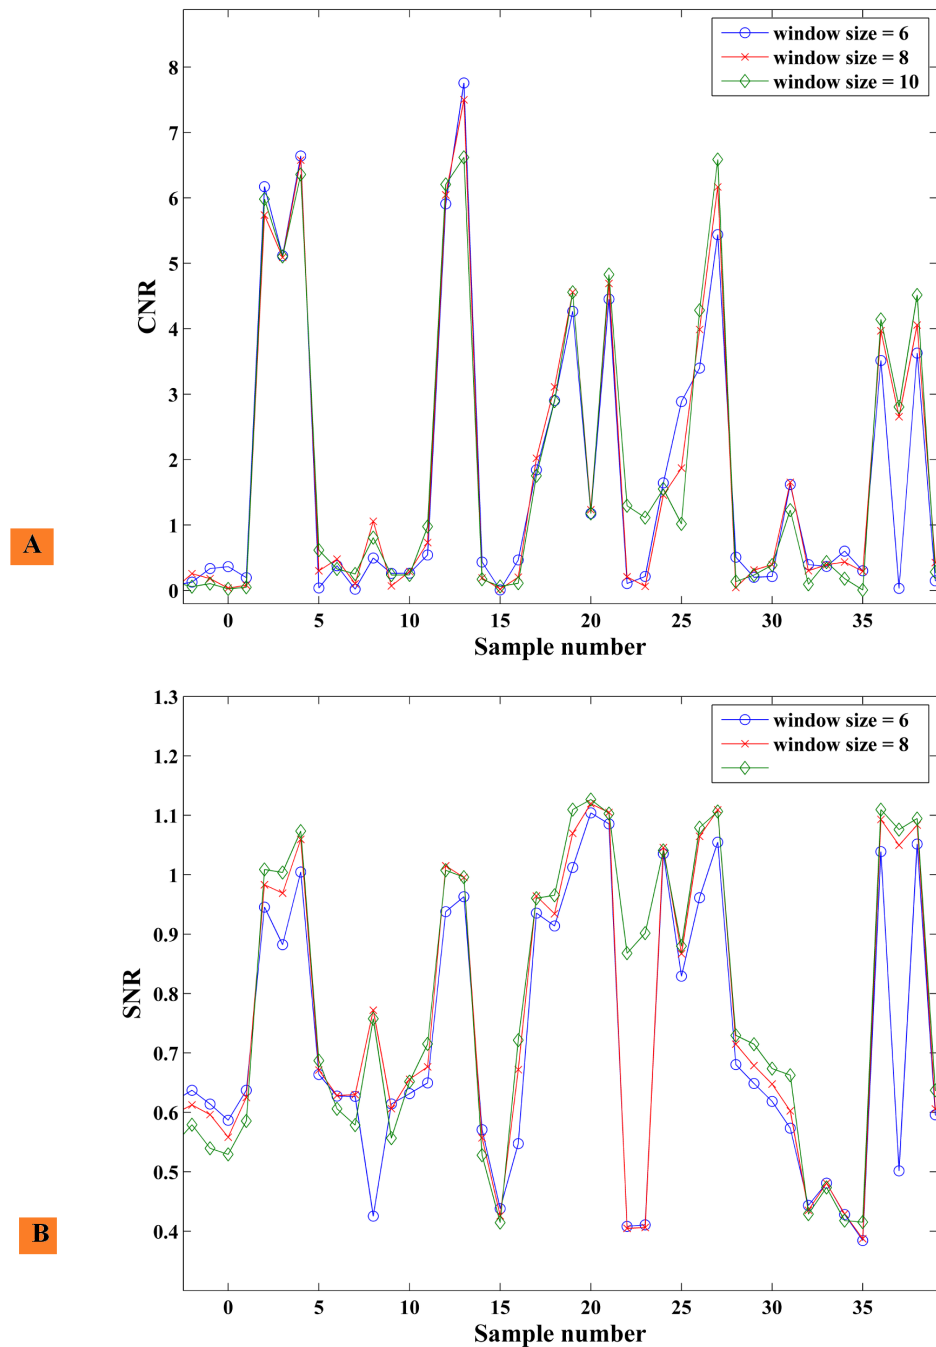 window size = 6
window size = 8
window size = 10
8
7
6
5
4
3
2
1
0
CNR
A
0 5 10 15 20 25 30 35
Sample number
1.3
1.2
1.1
1
0.9
0.8
0.7
0.6
0.5
0.4
window size = 6
window size = 8
SNR
B
0 5 10 15 20 25 30 35
Sample number